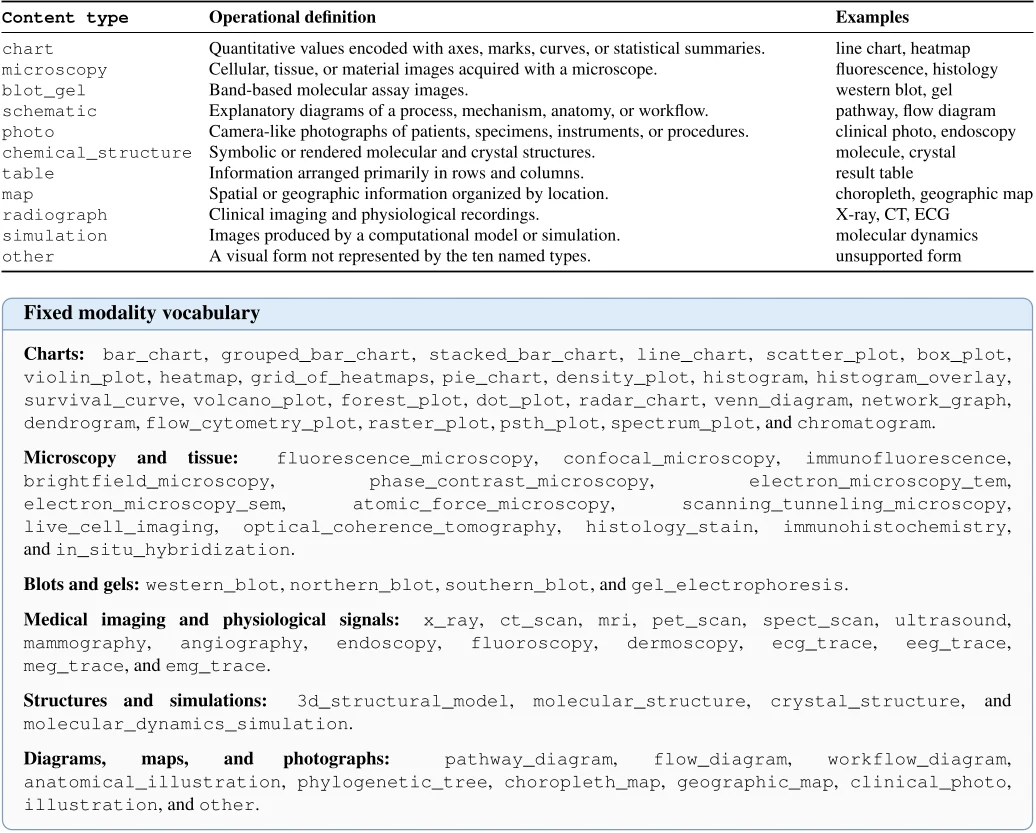 Content type Operational definition Examples
chart Quantitative values encoded with axes, marks, curves, or statistical summaries. line chart, heatmap
microscopy Cellular, tissue, or material images acquired with a microscope. fluorescence, histology
blot_gel Band-based molecular assay images. western blot, gel
schematic Explanatory diagrams of a process, mechanism, anatomy, or workflow. pathway, flow diagram
photo Camera-like photographs of patients, specimens, instruments, or procedures. clinical photo, endoscopy
chemical_structure Symbolic or rendered molecular and crystal structures. molecule, crystal
table Information arranged primarily in rows and columns. result table
map Spatial or geographic information organized by location. choropleth, geographic map
radiograph Clinical imaging and physiological recordings. X-ray, CT, ECG
simulation Images produced by a computational model or simulation. molecular dynamics
other A visual form not represented by the ten named types. unsupported form
Fixed modality vocabulary
Charts: bar_chart, grouped_bar_chart, stacked_bar_chart, line_chart, scatter_plot, box_plot,
violin_plot, heatmap, grid_of_heatmaps, pie_chart, density_plot, histogram, histogram_overlay,
survival_curve, volcano_plot, forest_plot, dot_plot, radar_chart, venn_diagram, network_graph,
dendrogram, flow_cytometry_plot, raster_plot, psth_plot, spectrum_plot, and chromatogram.
Microscopy and tissue: fluorescence_microscopy, confocal_microscopy, immunofluorescence,
brightfield_microscopy, phase_contrast_microscopy, electron_microscopy_tem,
electron_microscopy_sem, atomic_force_microscopy, scanning_tunneling_microscopy,
live_cell_imaging, optical_coherence_tomography, histology_stain, immunohistochemistry,
and in_situ_hybridization.
Blots and gels: western_blot, northern_blot, southern_blot, and gel_electrophoresis.
Medical imaging and physiological signals: x_ray, ct_scan, mri, pet_scan, spect_scan, ultrasound,
mammography, angiography, endoscopy, fluoroscopy, dermoscopy, ecg_trace, eeg_trace,
meg_trace, and emg_trace.
Structures and simulations: 3d_structural_model, molecular_structure, crystal_structure, and
molecular_dynamics_simulation.
Diagrams, maps, and photographs: pathway_diagram, flow_diagram, workflow_diagram,
anatomical_illustration, phylogenetic_tree, choropleth_map, geographic_map, clinical_photo,
illustration, and other.